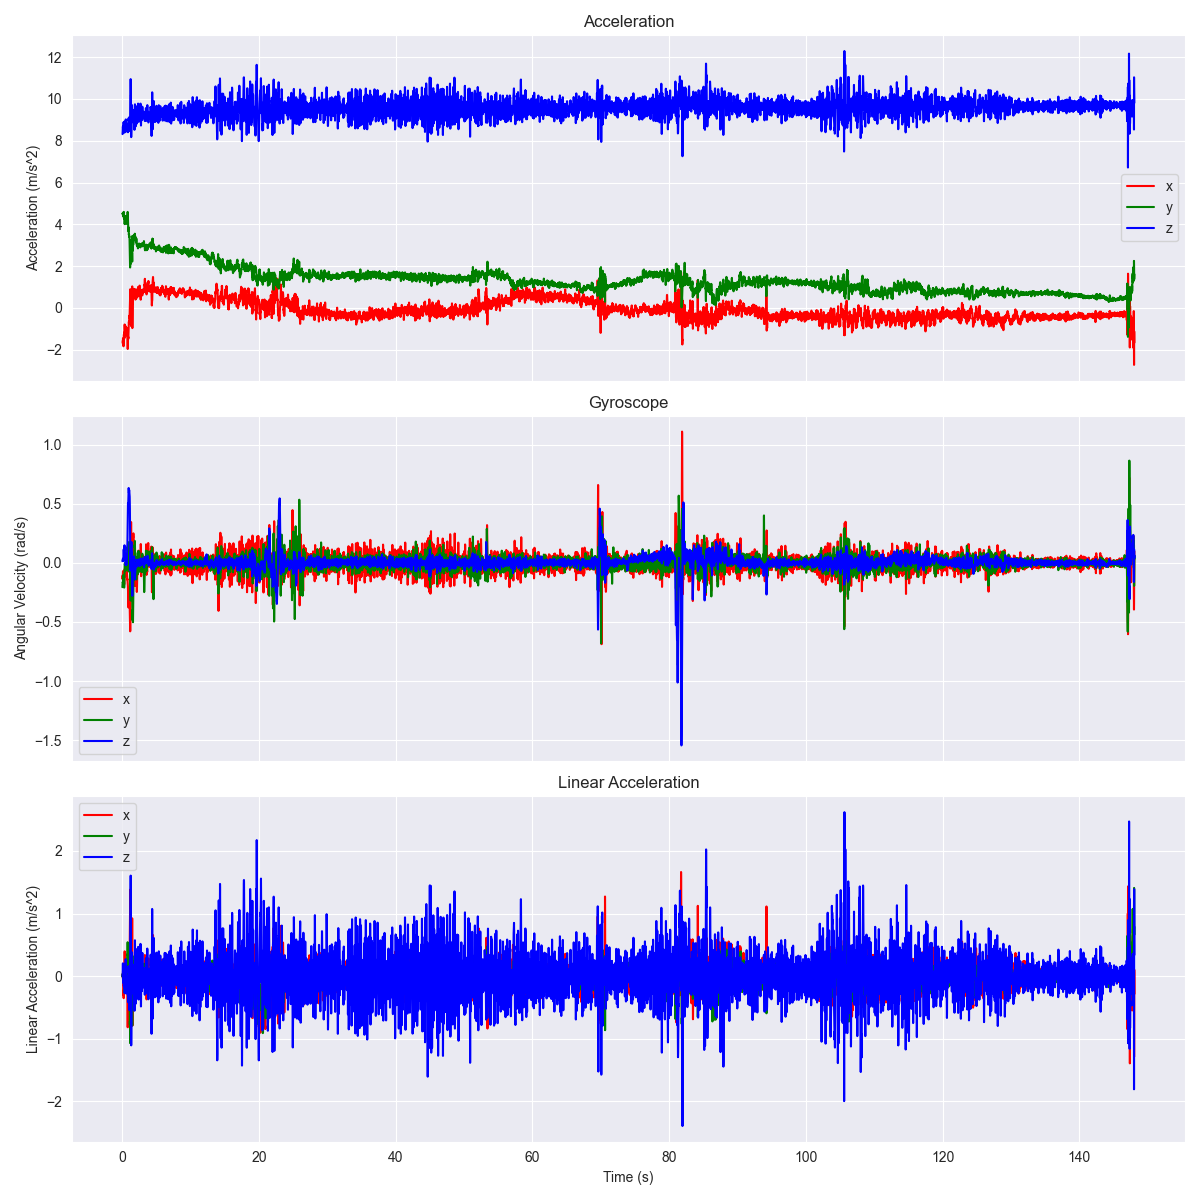 Acceleration
12
10
8
6
4
2
0
−2
Acceleration (m/s^2)
x
y
z
Gyroscope
1.0
0.5
0.0
−0.5
−1.0
−1.5
Angular Velocity (rad/s)
x
y
z
Linear Acceleration
x
y
z
2
1
0
−1
−2
Linear Acceleration (m/s^2)
0 20 40 60 80 100 120 140
Time (s)